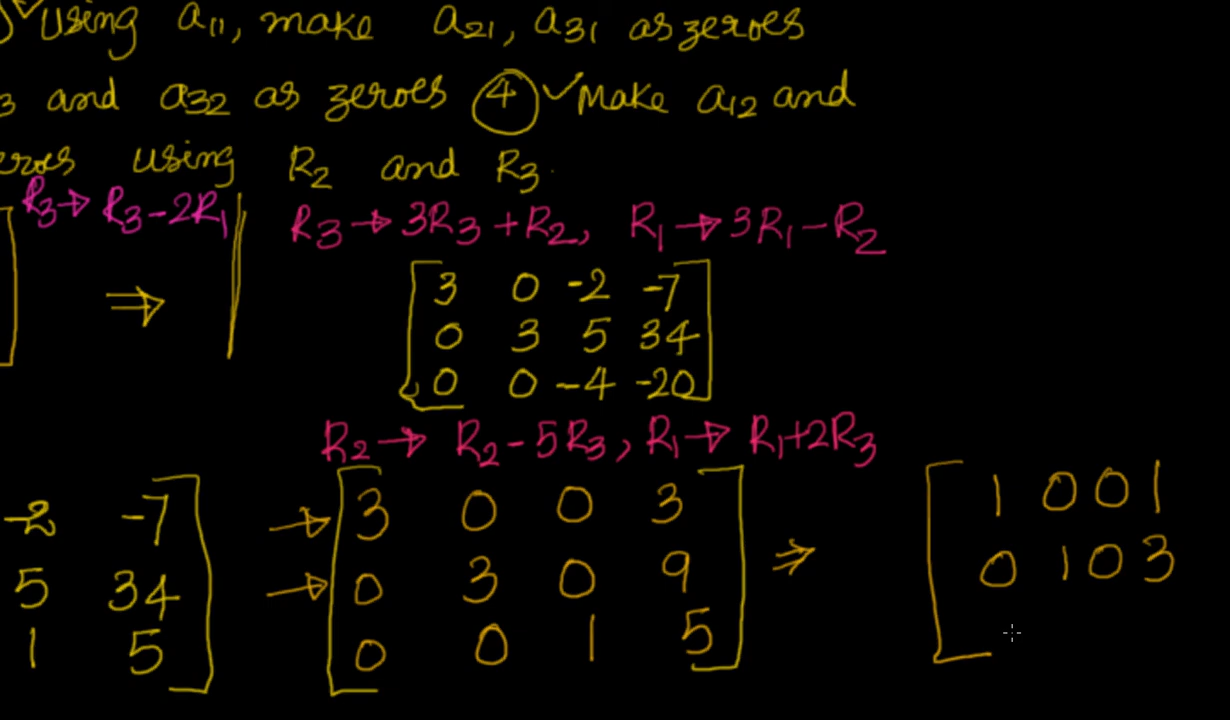 Using a11, make a21, a31 as zeroes
3 and a32 as zeroes 4 ✓ Make a12 and
eroes using R2 and R3.
R3 → R3 - 2R1
R3 → 3R3 + R2, R1 → 3R1 - R2
⇒
3 0 -2 -7
0 3 5 34
0 0 -4 -20
R2 → R2 - 5R3, R1 → R1 + 2R3
-2 -7
5 34
1 5
→ 3 0 0 3
→ 0 3 0 9
0 0 1 5
⇒
1 0 0 1
0 1 0 3